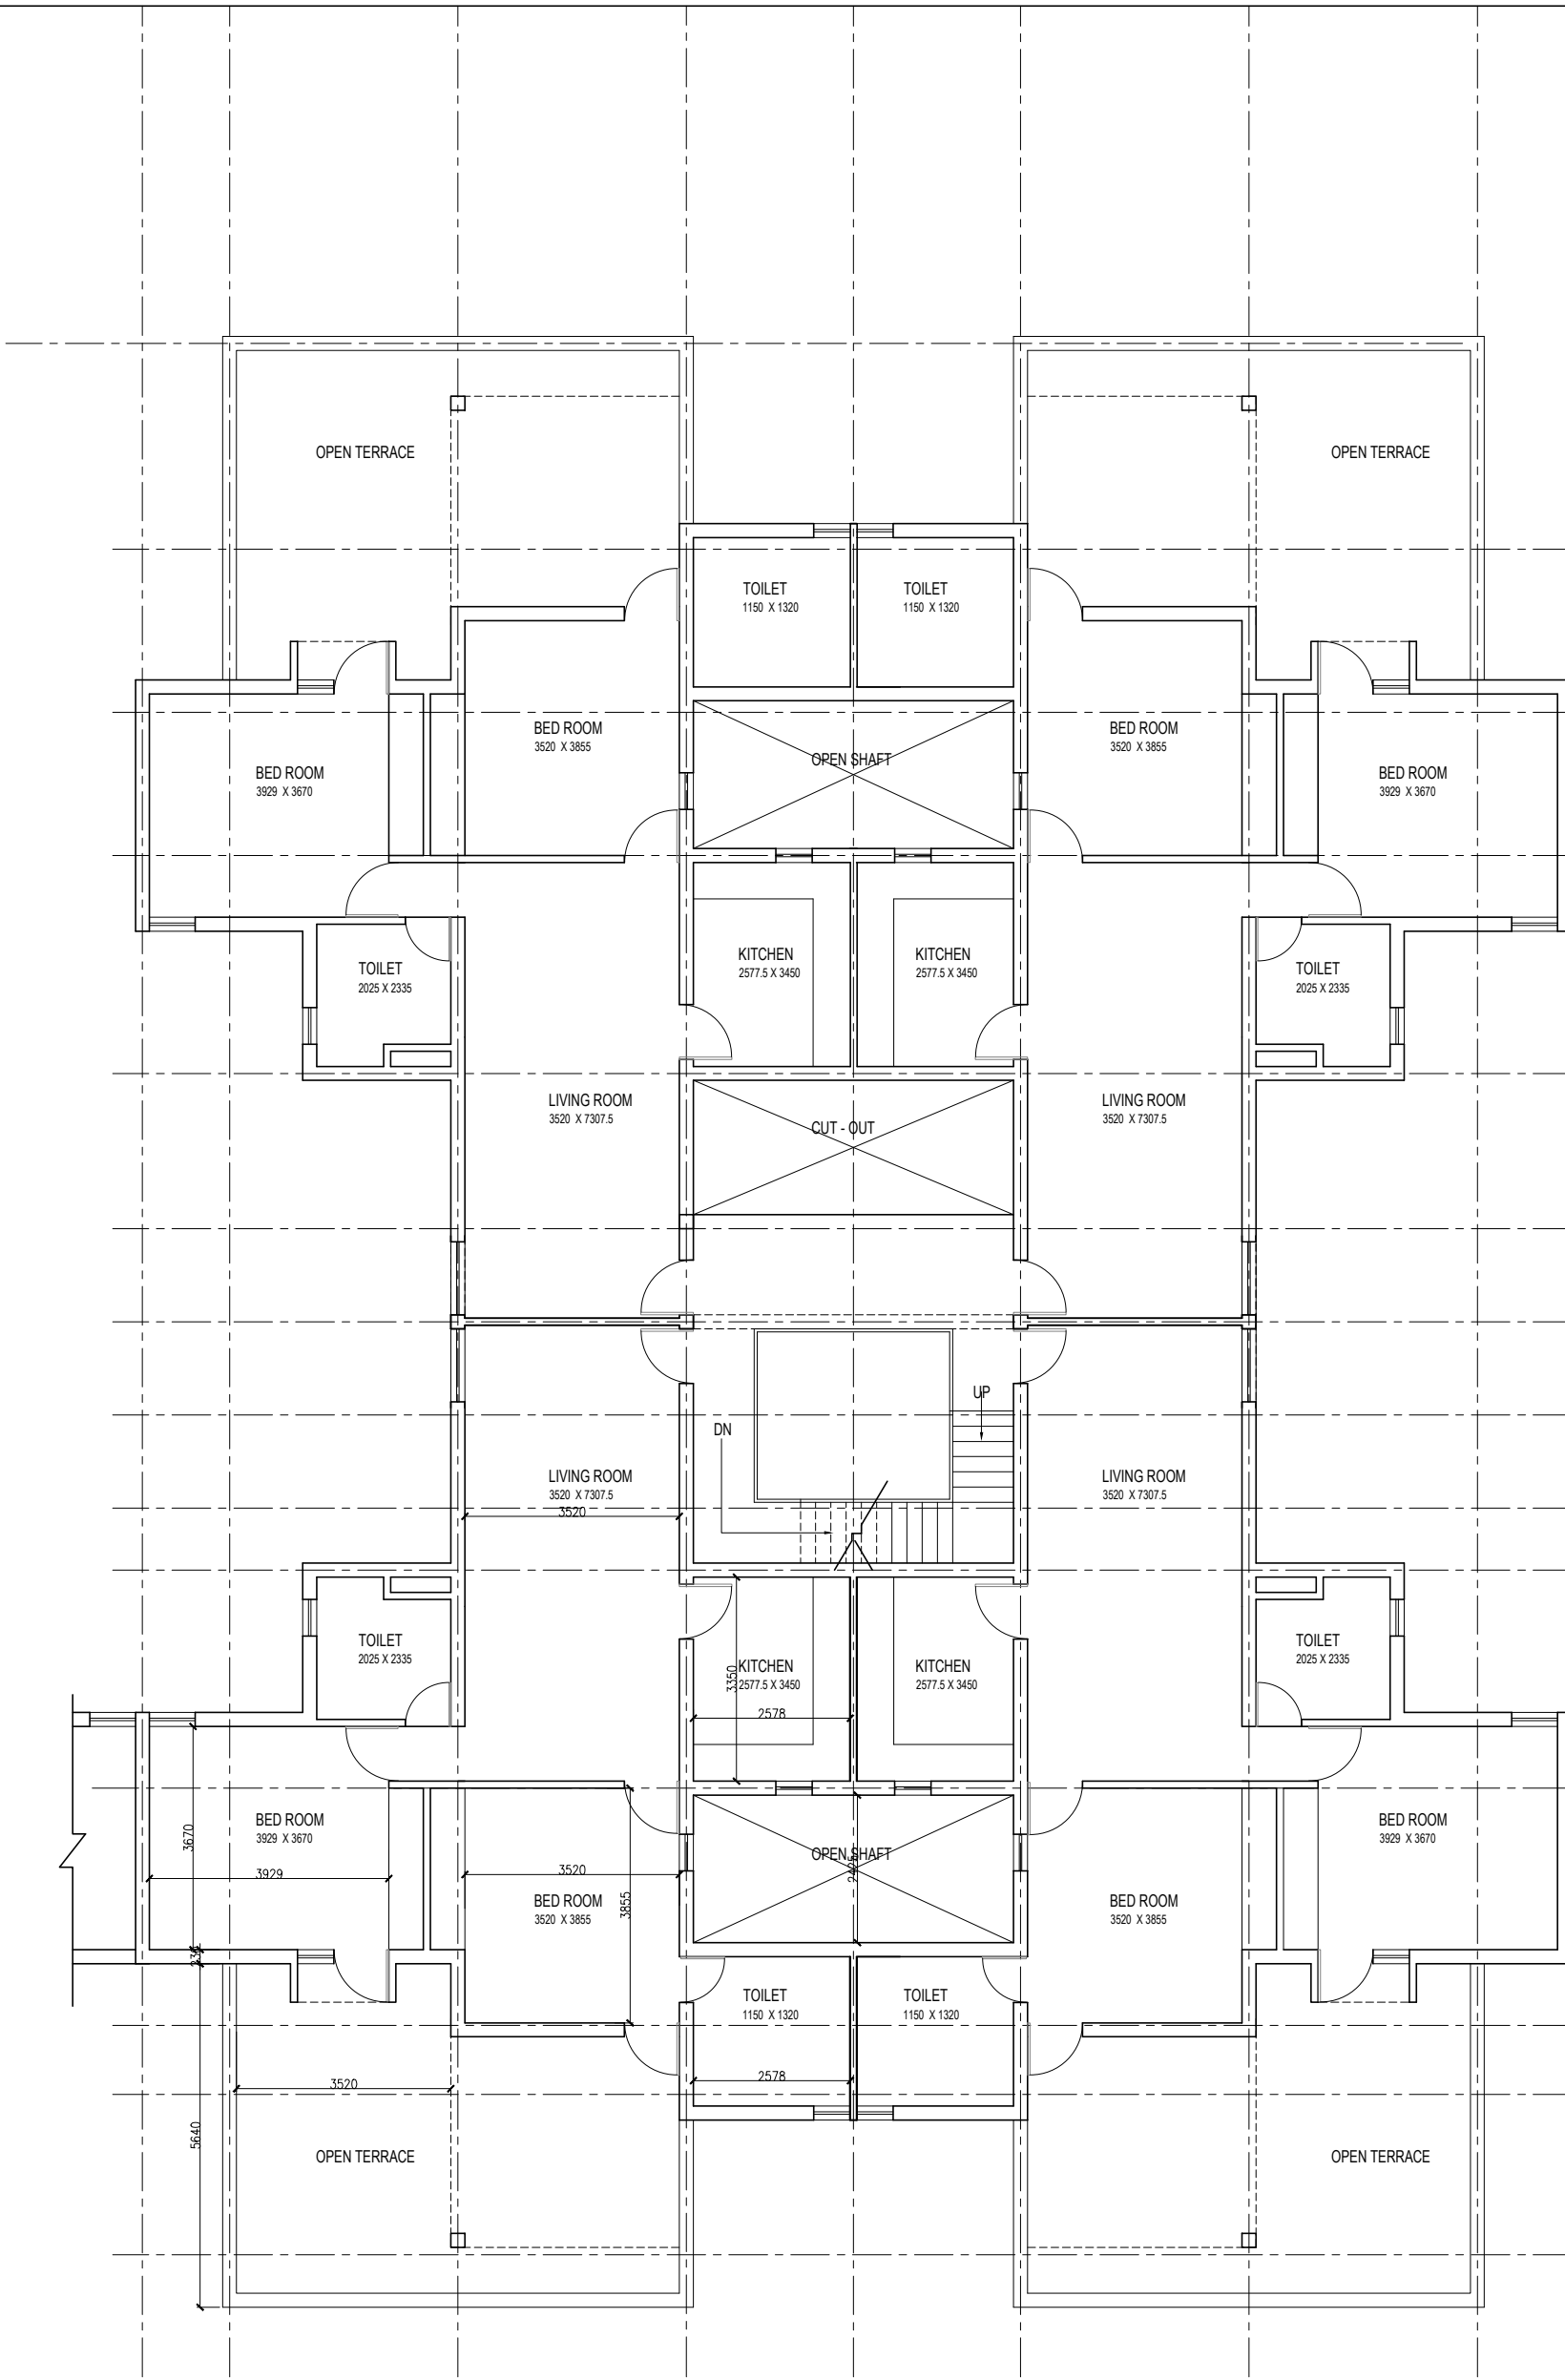 OPEN TERRACE
OPEN TERRACE
TOILET
1150 X 1320
TOILET
1150 X 1320
BED ROOM
3520 X 3855
BED ROOM
3520 X 3855
OPEN SHAFT
BED ROOM
3929 X 3670
BED ROOM
3929 X 3670
KITCHEN
2577.5 X 3450
KITCHEN
2577.5 X 3450
TOILET
2025 X 2335
TOILET
2025 X 2335
LIVING ROOM
3520 X 7307.5
LIVING ROOM
3520 X 7307.5
CUT - OUT
UP
DN
LIVING ROOM
3520 X 7307.5
LIVING ROOM
3520 X 7307.5
3520
TOILET
2025 X 2335
TOILET
2025 X 2335
KITCHEN
2577.5 X 3450
KITCHEN
2577.5 X 3450
3350
2578
BED ROOM
3929 X 3670
BED ROOM
3929 X 3670
3670
3929
OPEN SHAFT
2425
3520
3855
BED ROOM
3520 X 3855
BED ROOM
3520 X 3855
TOILET
1150 X 1320
TOILET
1150 X 1320
2578
3520
5640
OPEN TERRACE
OPEN TERRACE